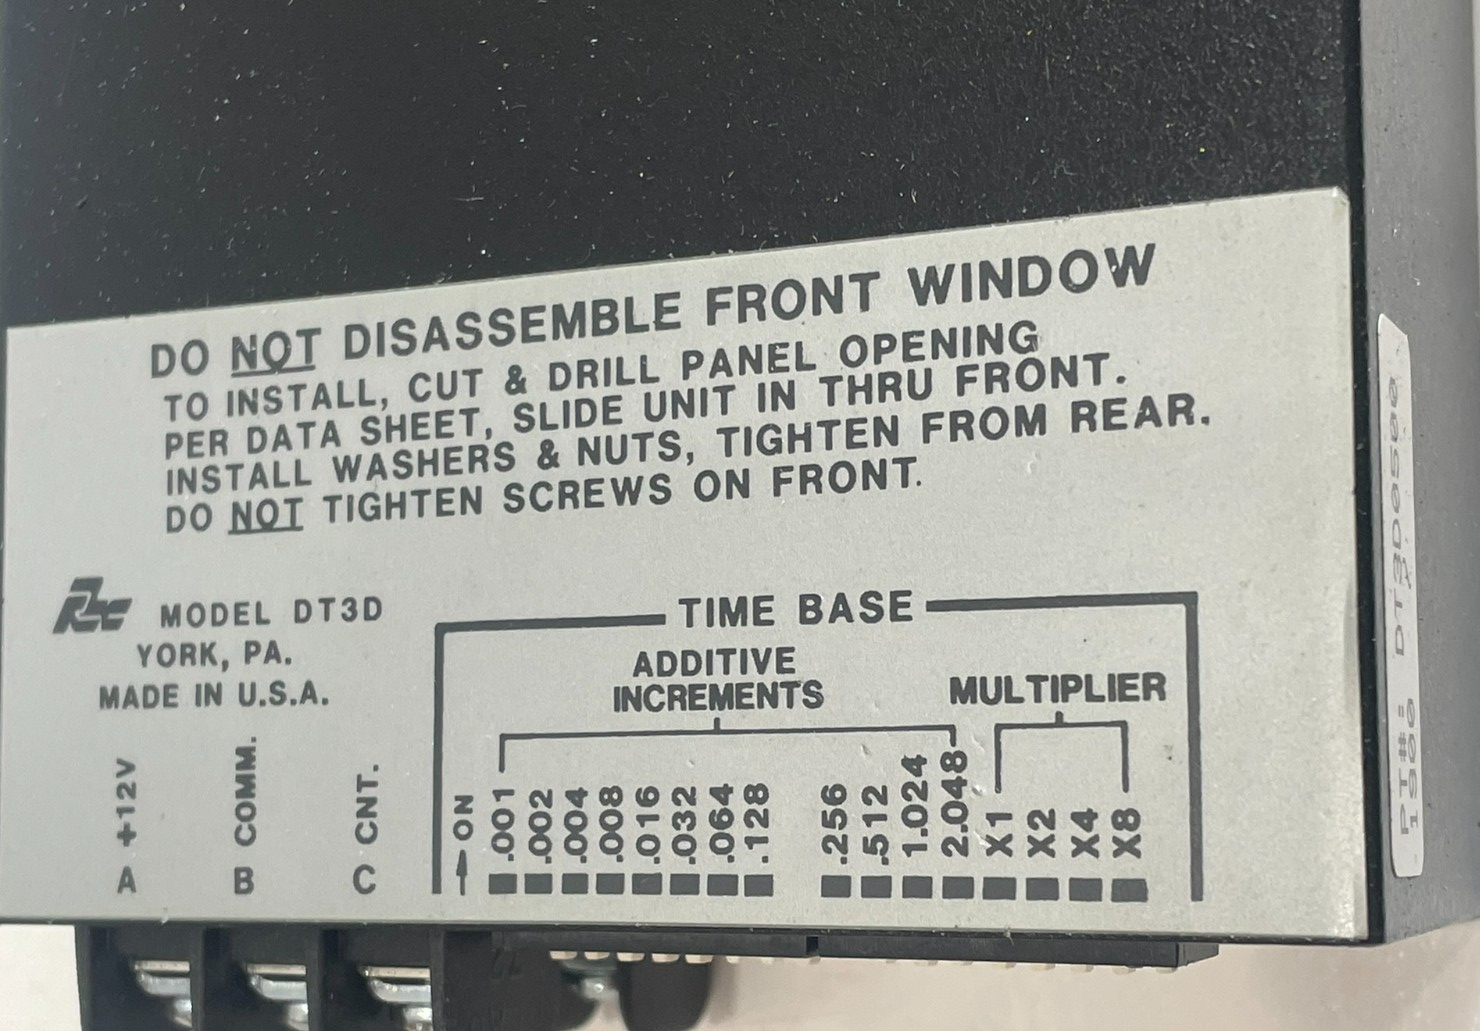 DO NOT DISASSEMBLE FRONT WINDOW
TO INSTALL, CUT & DRILL PANEL OPENING
PER DATA SHEET, SLIDE UNIT IN THRU FRONT.
INSTALL WASHERS & NUTS, TIGHTEN FROM REAR.
DO NOT TIGHTEN SCREWS ON FRONT.
MODEL DT3D
YORK, PA.
MADE IN U.S.A.
A +12V
B COMM.
C CNT.
TIME BASE
ADDITIVE
INCREMENTS
MULTIPLIER
ON
.001
.002
.004
.008
.016
.032
.064
.128
.256
.512
1.024
2.048
X1
X2
X4
X8
PT#: DT3D0500